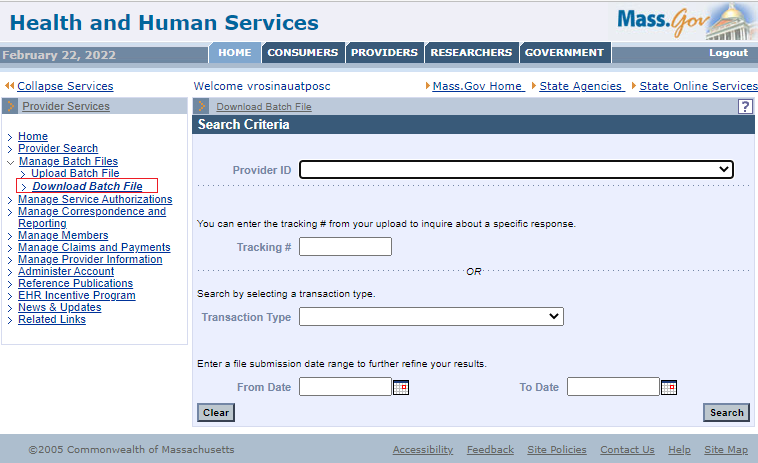 Health and Human Services
Mass.Gov
February 22, 2022
HOME CONSUMERS PROVIDERS RESEARCHERS GOVERNMENT Logout
Collapse Services
Welcome vrosinauatposc
Mass.Gov Home State Agencies State Online Services
Provider Services
Home
Provider Search
Manage Batch Files
Upload Batch File
Download Batch File
Manage Service Authorizations
Manage Correspondence and
Reporting
Manage Members
Manage Claims and Payments
Manage Provider Information
Administer Account
Reference Publications
EHR Incentive Program
News & Updates
Related Links
Download Batch File ?
Search Criteria
Provider ID
You can enter the tracking # from your upload to inquire about a specific response.
Tracking #
OR
Search by selecting a transaction type.
Transaction Type
Enter a file submission date range to further refine your results.
From Date To Date
Clear Search
©2005 Commonwealth of Massachusetts
Accessibility Feedback Site Policies Contact Us Help Site Map